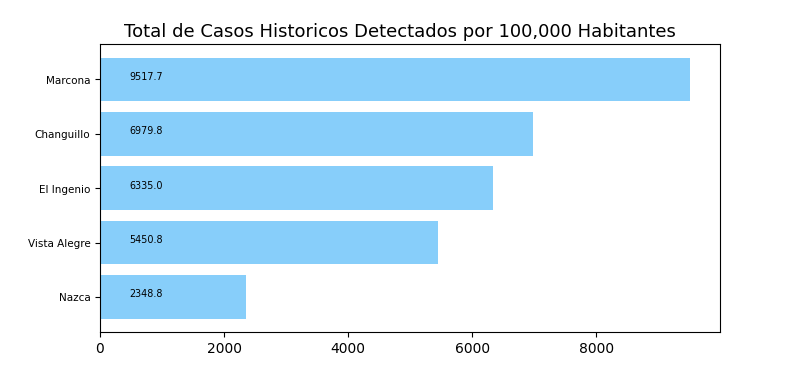 Total de Casos Historicos Detectados por 100,000 Habitantes
Marcona 9517.7
Changuillo 6979.8
El Ingenio 6335.0
Vista Alegre 5450.8
Nazca 2348.8
0 2000 4000 6000 8000